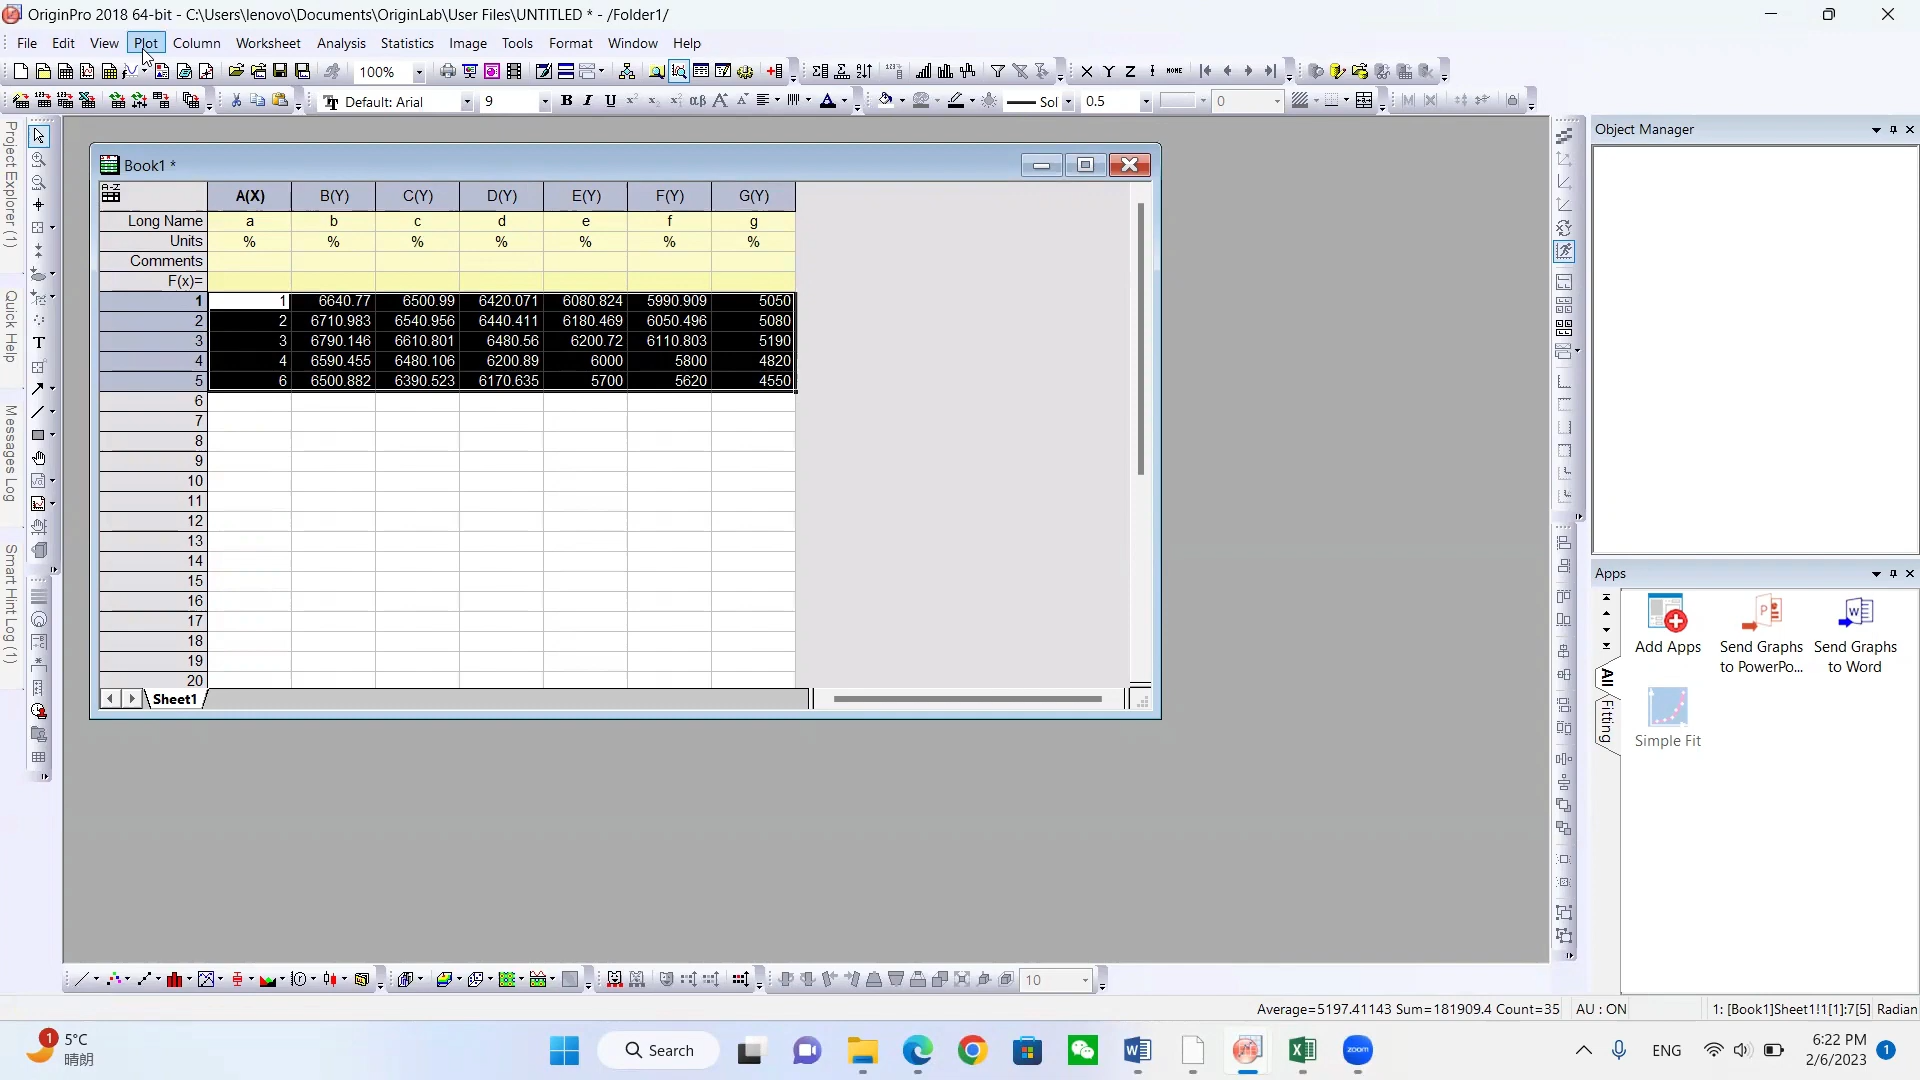 OriginPro 2018 64-bit - C:\Users\lenovo\Documents\OriginLab\User Files\UNTITLED * - /Folder1/
File Edit View Plot Column Worksheet Analysis Statistics Column Image Tools Format Window Help
100%
Default: Arial 9 B I U αβ A A A Sol 0.5 0
Project Explorer (1)
Quick Help
Messages Log
Smart Hint Log (1)
Book1 *
A(X) B(Y) C(Y) D(Y) E(Y) F(Y) G(Y)
Long Name a b c d e f g
Units % % % % % % %
Comments
F(x)=
1 1 6640.77 6500.99 6420.071 6080.824 5990.909 5050
2 2 6710.983 6540.956 6440.411 6180.469 6050.496 5080
3 3 6790.146 6610.801 6480.56 6200.72 6110.803 5190
4 4 6590.455 6480.106 6200.89 6000 5800 4820
5 6 6500.882 6390.523 6170.635 5700 5620 4550
6
7
8
9
10
11
12
13
14
15
16
17
18
19
20
Sheet1
Object Manager
Apps
All
Fitting
Add Apps
Send Graphs to PowerPo...
Send Graphs to Word
Simple Fit
10
Average=5197.41143 Sum=181909.4 Count=35 AU : ON 1: [Book1]Sheet1!1[1]:7[5] Radian
1
5°C
晴朗
Search
zoom
ENG
6:22 PM
2/6/2023
1